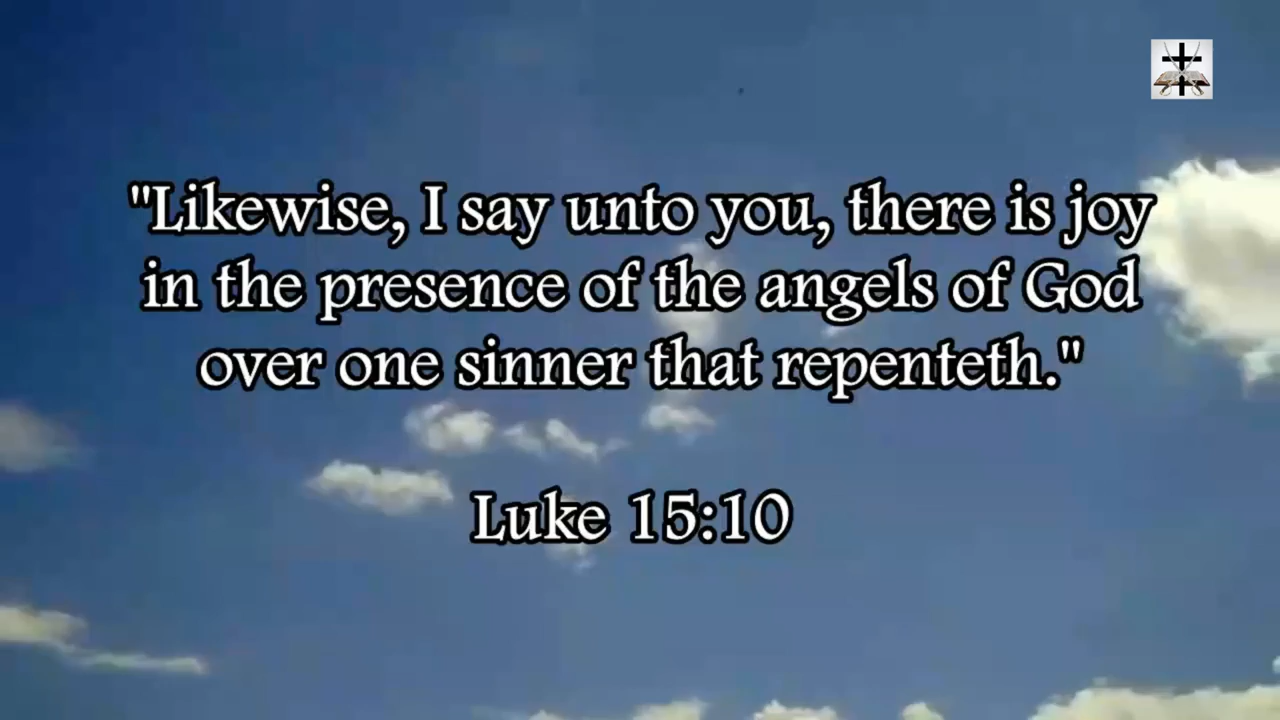 "Likewise, I say unto you, there is joy
in the presence of the angels of God
over one sinner that repenteth."
Luke 15:10